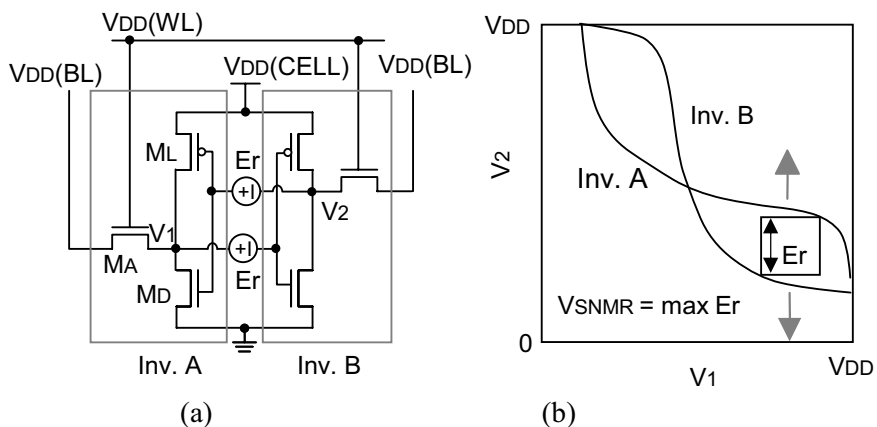 VDD(WL)
VDD(BL)
VDD(CELL)
VDD(BL)
ML
Er
+
V1
V2
+
MA
MD
Er
Inv. A
Inv. B
(a)
VDD
V2
Inv. B
Inv. A
Er
VSNMR = max Er
0
V1
VDD
(b)